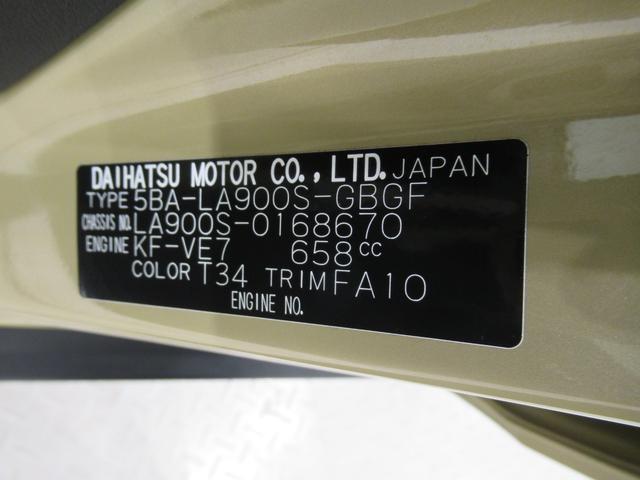 DAIHATSU MOTOR CO., LTD. JAPAN
TYPE 5BA-LA900S-GBGF
CHASSIS NO. LA900S-0168670
ENGINE KF-VE7 658cc
COLOR T34 TRIM FA10
ENGINE NO.